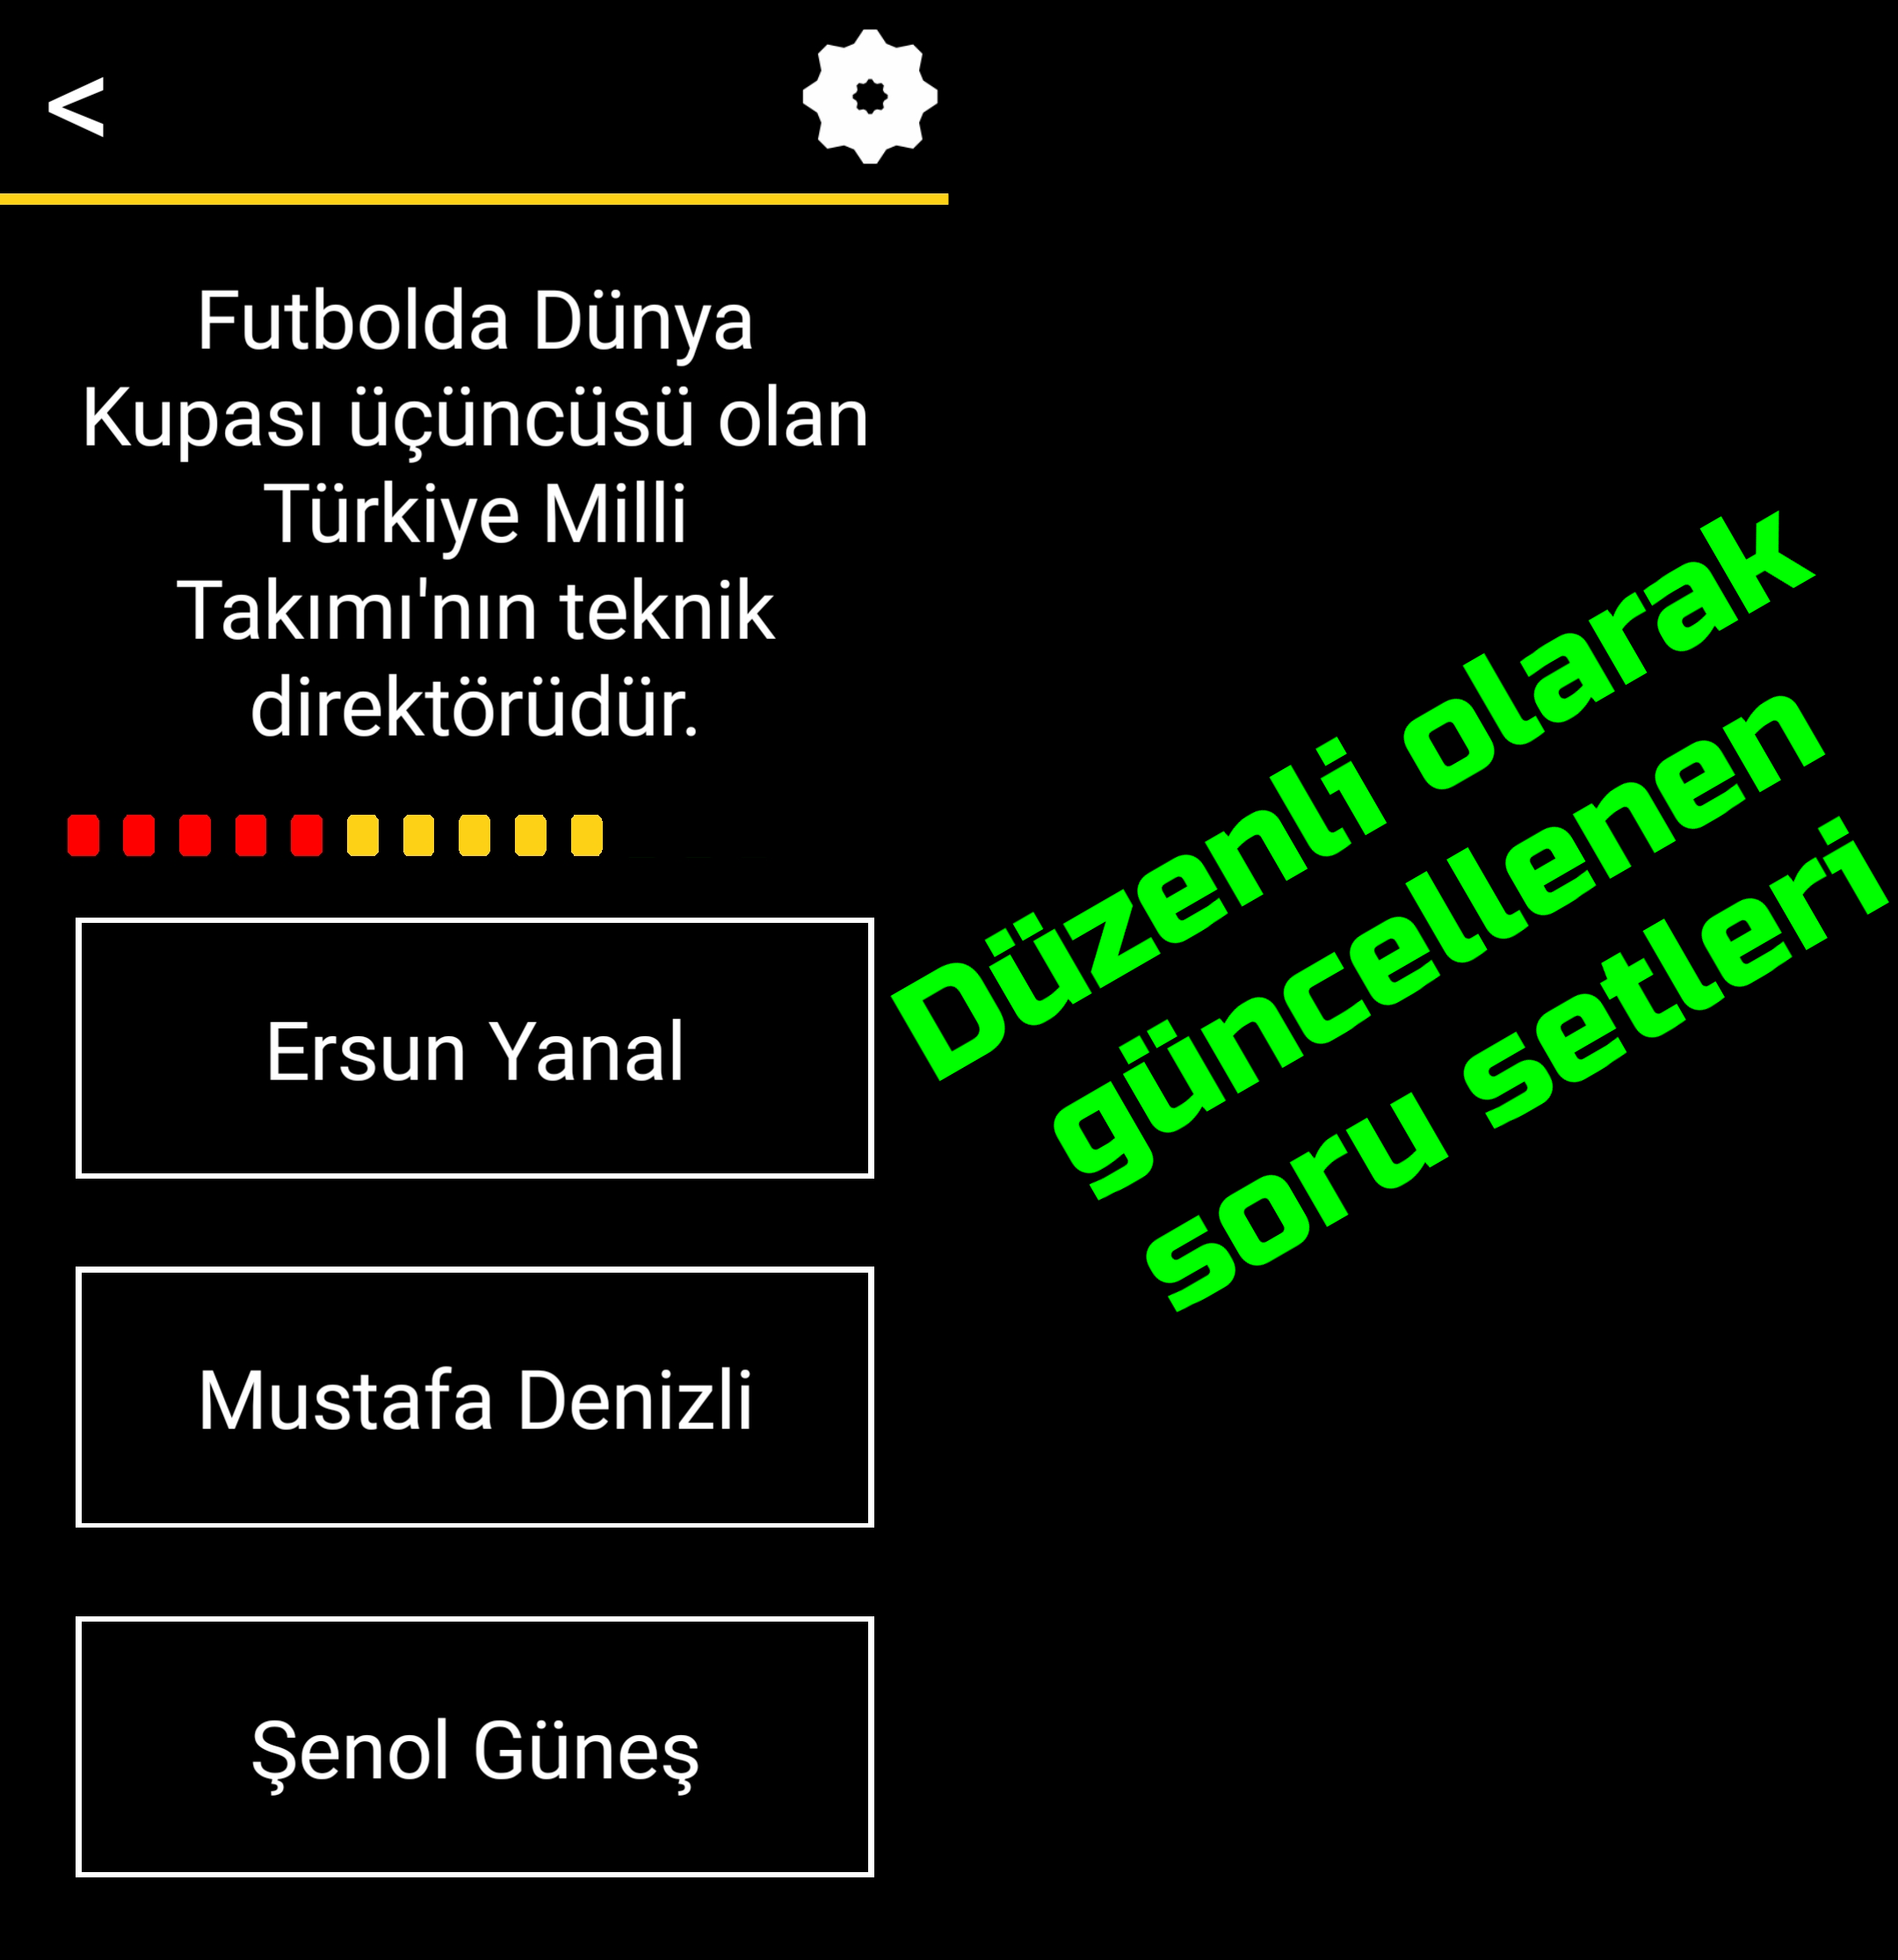 <
Futbolda Dünya
Kupası üçüncüsü olan
Türkiye Milli
Takımı'nın teknik
direktörüdür.
Ersun Yanal
Mustafa Denizli
Şenol Güneş
Düzenli olarak
güncellenen
soru setleri